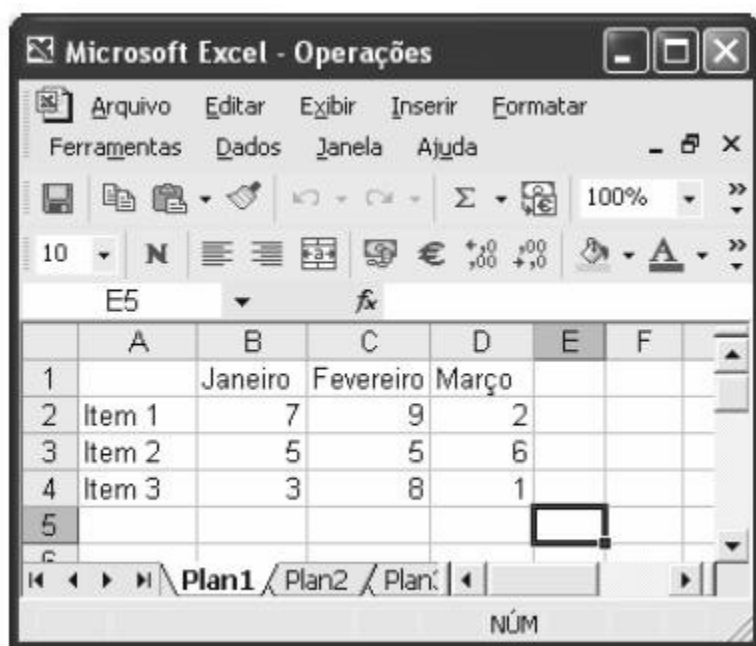 Microsoft Excel - Operações
Arquivo Editar Exibir Inserir Formatar
Ferramentas Dados Janela Ajuda
Σ 100%
10 N € ,00 ,00 A
E5 fx
A B C D E F
1 Janeiro Fevereiro Março
2 Item 1 7 9 2
3 Item 2 5 5 6
4 Item 3 3 8 1
5
Plan1 Plan2
NÚM